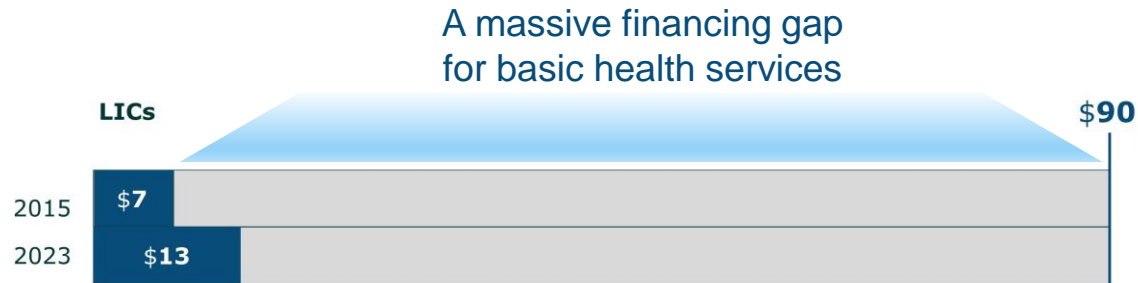 A massive financing gap
for basic health services
LICs
$90
2015
$7
2023
$13